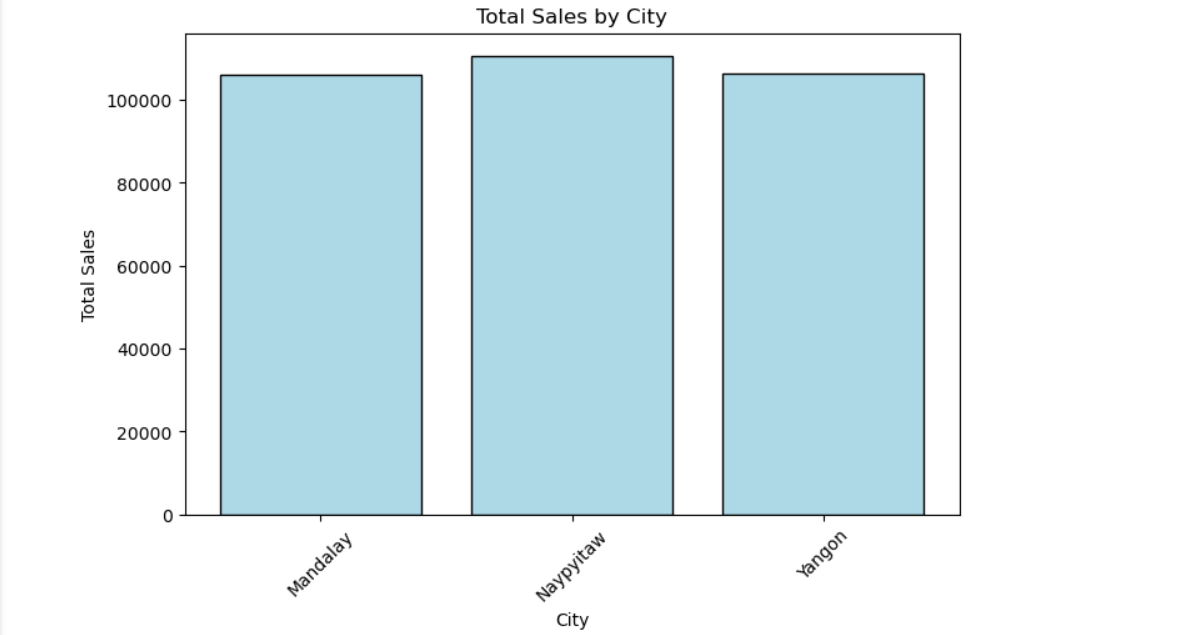 Total Sales by City
Total Sales
100000
80000
60000
40000
20000
0
Mandalay
Naypyitaw
Yangon
City